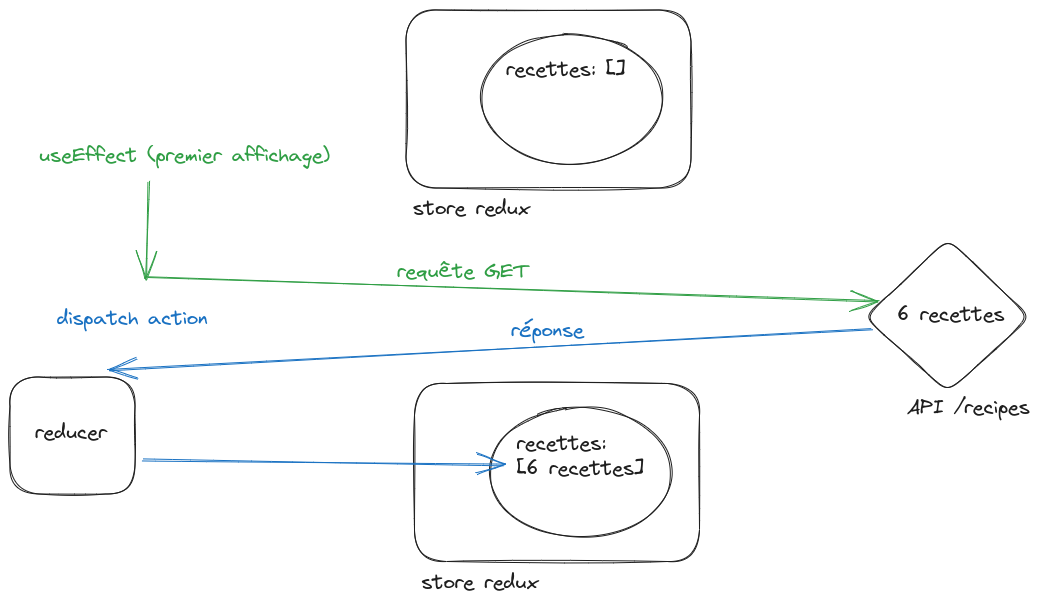 recettes: []
useEffect (premier affichage)
store redux
requête GET
6 recettes
dispatch action
réponse
API /recipes
reducer
recettes:
[6 recettes]
store redux